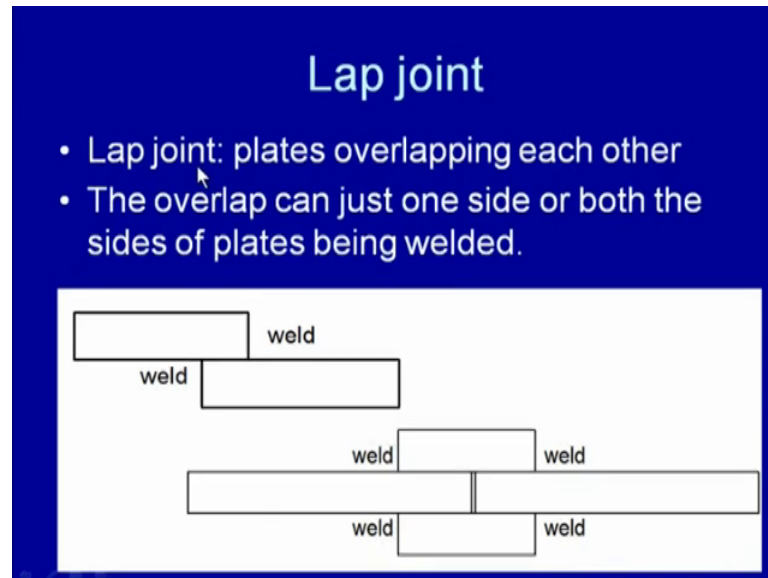 Lap joint
• Lap joint: plates overlapping each other
• The overlap can just one side or both the
sides of plates being welded.
weld
weld
weld
weld
weld
weld